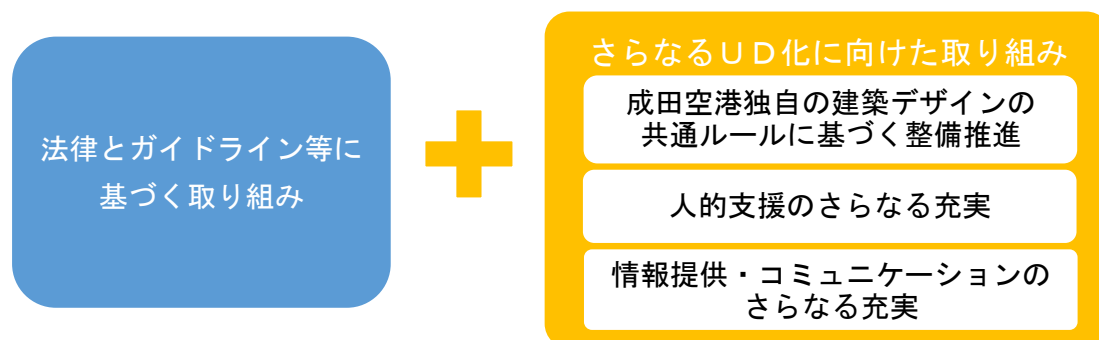 法律とガイドライン等に
基づく取り組み
さらなるＵＤ化に向けた取り組み
成田空港独自の建築デザインの
共通ルールに基づく整備推進
人的支援のさらなる充実
情報提供・コミュニケーションの
さらなる充実